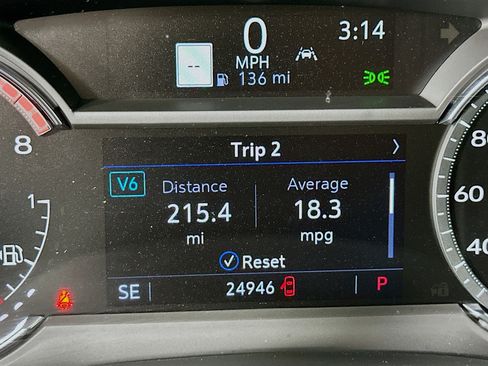 0
3:14
--
MPH
136 mi
Trip 2
V6
Distance
Average
215.4
18.3
mi
mpg
Reset
SE
24946
P
8
1
80
60
40